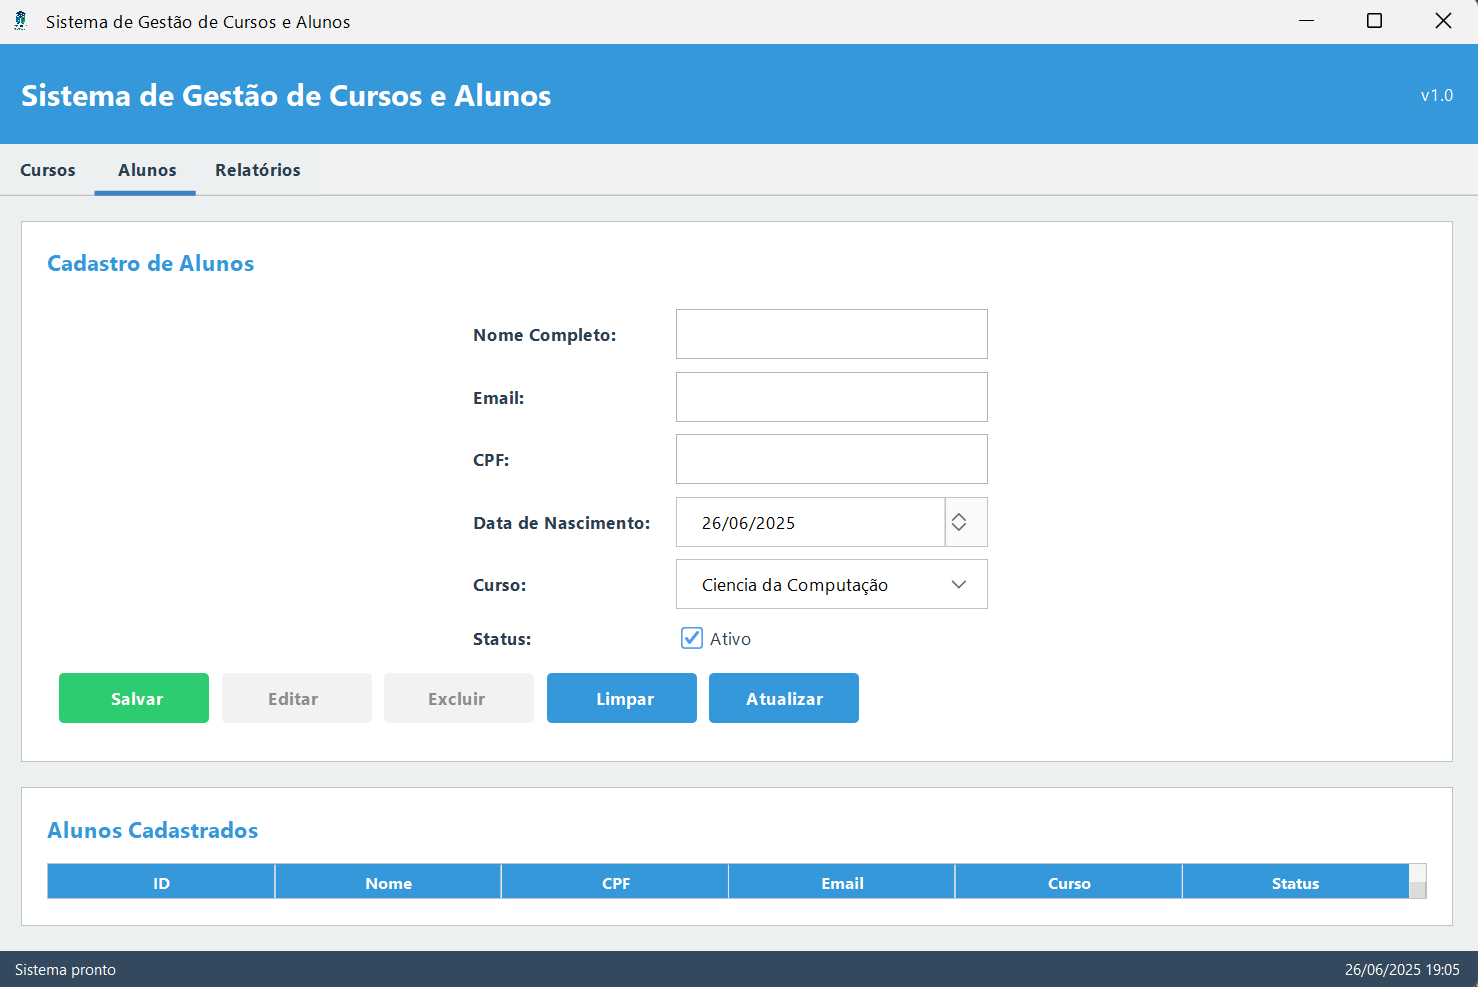 Sistema de Gestão de Cursos e Alunos
Sistema de Gestão de Cursos e Alunos
v1.0
Cursos Alunos Relatórios
Cadastro de Alunos
Nome Completo:
Email:
CPF:
Data de Nascimento: 26/06/2025
Curso: Ciencia da Computação
Status: Ativo
Salvar Editar Excluir Limpar Atualizar
Alunos Cadastrados
ID Nome CPF Email Curso Status
Sistema pronto 26/06/2025 19:05